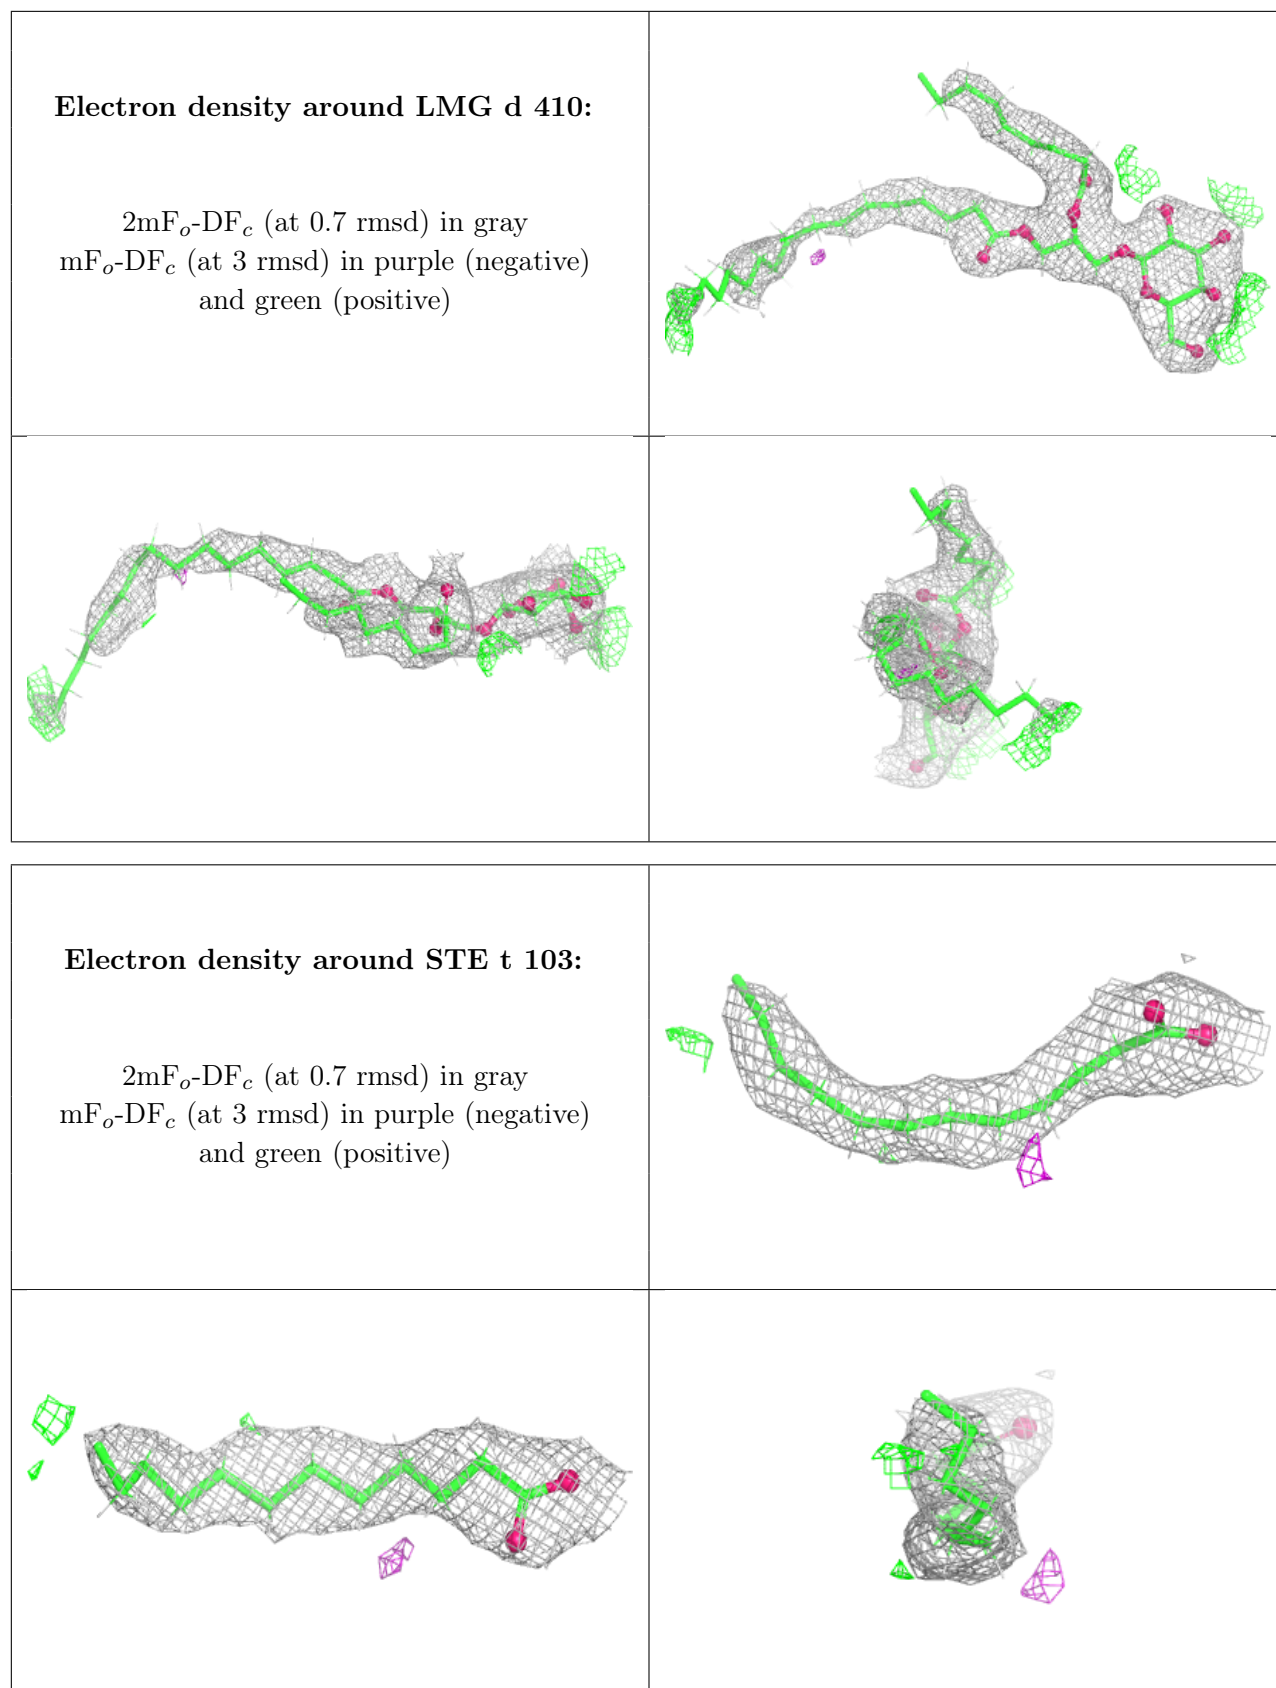 Electron density around LMG d 410:
2mFₒ-DF𝑐 (at 0.7 rmsd) in gray
mFₒ-DF𝑐 (at 3 rmsd) in purple (negative)
and green (positive)
Electron density around STE t 103:
2mFₒ-DF𝑐 (at 0.7 rmsd) in gray
mFₒ-DF𝑐 (at 3 rmsd) in purple (negative)
and green (positive)